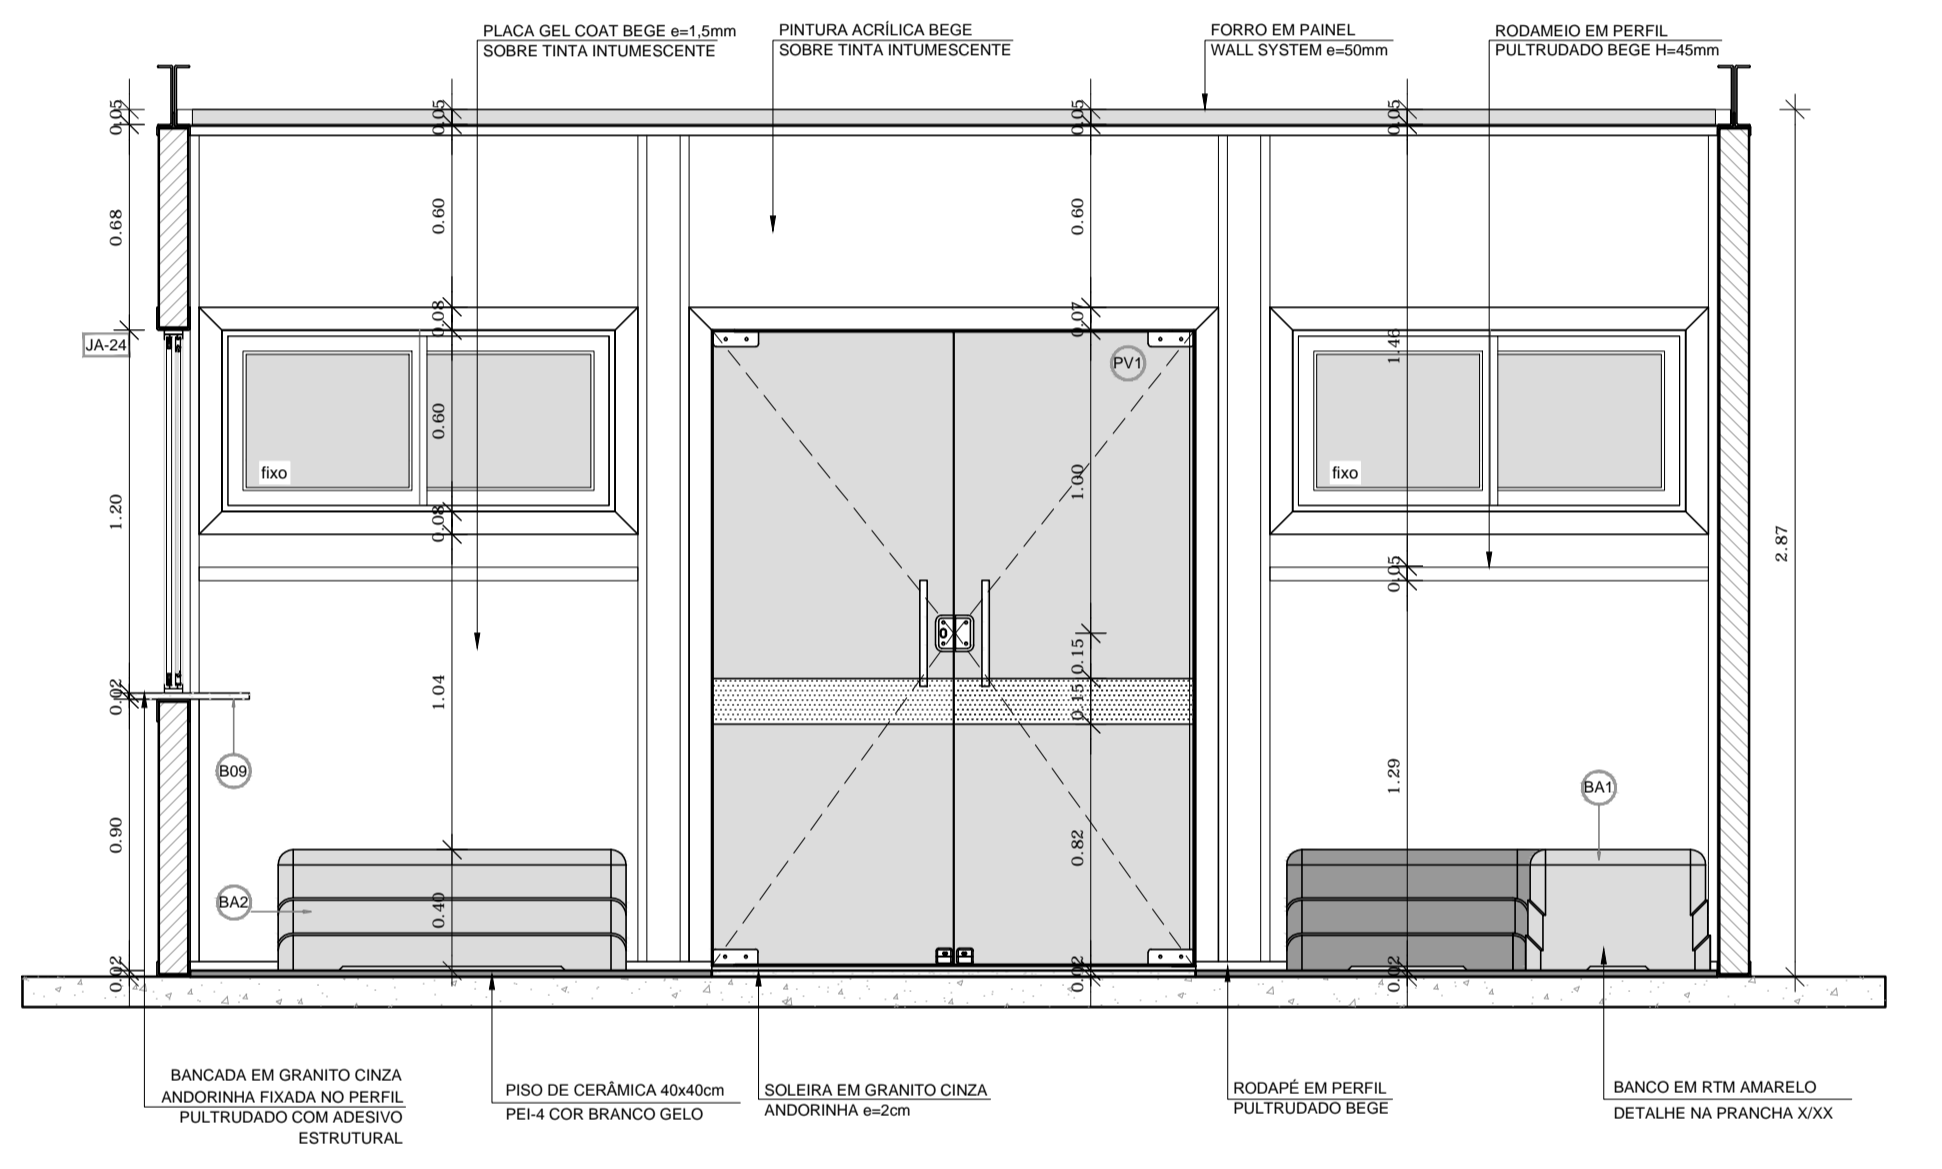 PLACA GEL COAT BEGE e=1,5mm
SOBRE TINTA INTUMESCENTE
PINTURA ACRÍLICA BEGE
SOBRE TINTA INTUMESCENTE
FORRO EM PAINEL
WALL SYSTEM e=50mm
RODAMEIO EM PERFIL
PULTRUDADO BEGE H=45mm
0.05
0.68
1.20
0.02
0.90
0.02
0.05
0.60
0.08
0.60
0.08
1.04
0.40
0.05
0.60
0.07
1.00
0.15
0.15
0.82
0.02
0.05
1.46
0.05
1.29
0.02
2.87
JA-24
fixo
PV1
fixo
B09
BA2
BA1
BANCADA EM GRANITO CINZA
ANDORINHA FIXADA NO PERFIL
PULTRUDADO COM ADESIVO
ESTRUTURAL
PISO DE CERÂMICA 40x40cm
PEI-4 COR BRANCO GELO
SOLEIRA EM GRANITO CINZA
ANDORINHA e=2cm
RODAPÉ EM PERFIL
PULTRUDADO BEGE
BANCO EM RTM AMARELO
DETALHE NA PRANCHA X/XX